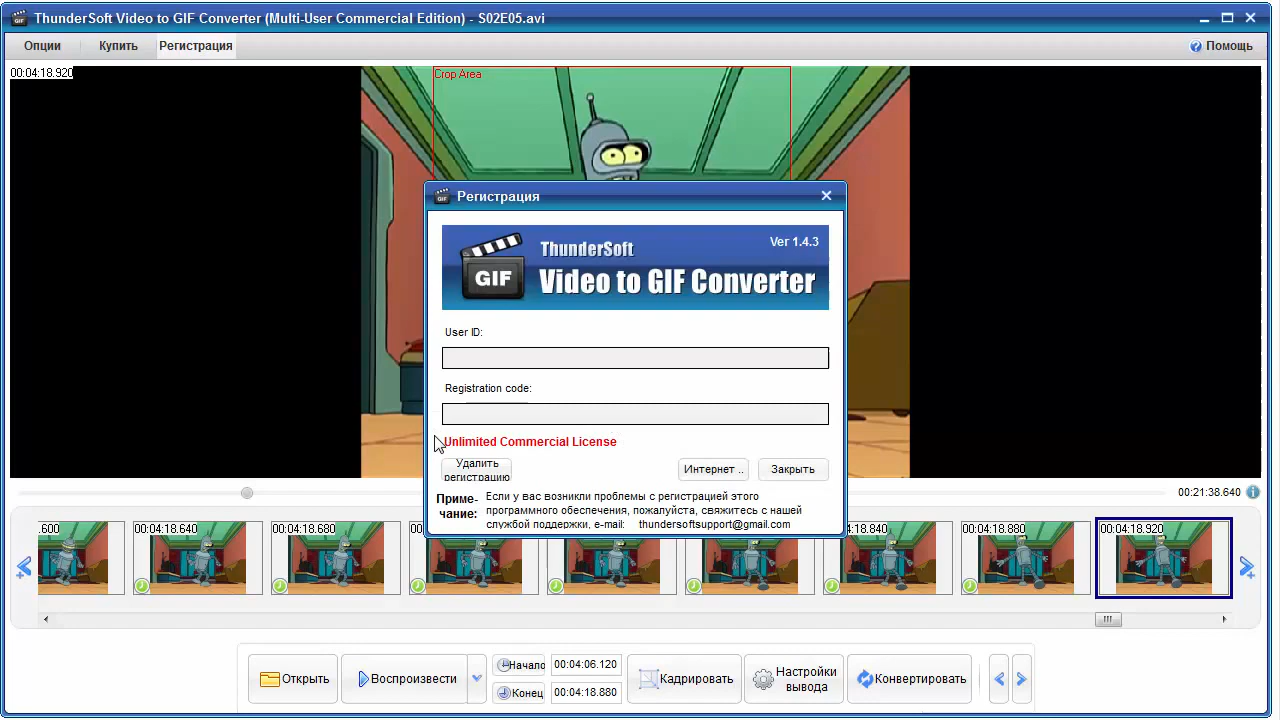 ThunderSoft Video to GIF Converter (Multi-User Commercial Edition) - S02E05.avi
Опции Купить Регистрация Помощь
00:04:18.920
Crop Area
Регистрация
ThunderSoft Ver 1.4.3
GIF Video to GIF Converter
User ID:
Registration code:
Unlimited Commercial License
Удалить
регистрацию
Интернет .. Закрыть
Приме-
чание:
Если у вас возникли проблемы с регистрацией этого
программного обеспечения, пожалуйста, свяжитесь с нашей
службой поддержки, e-mail: thundersoftsupport@gmail.com
00:21:38.640
600 00:04:18.640 00:04:18.680 .840 00:04:18.880 00:04:18.920
Открыть Воспроизвести
Начало 00:04:06.120
Конец 00:04:18.880
Кадрировать
Настройки
вывода
Конвертировать